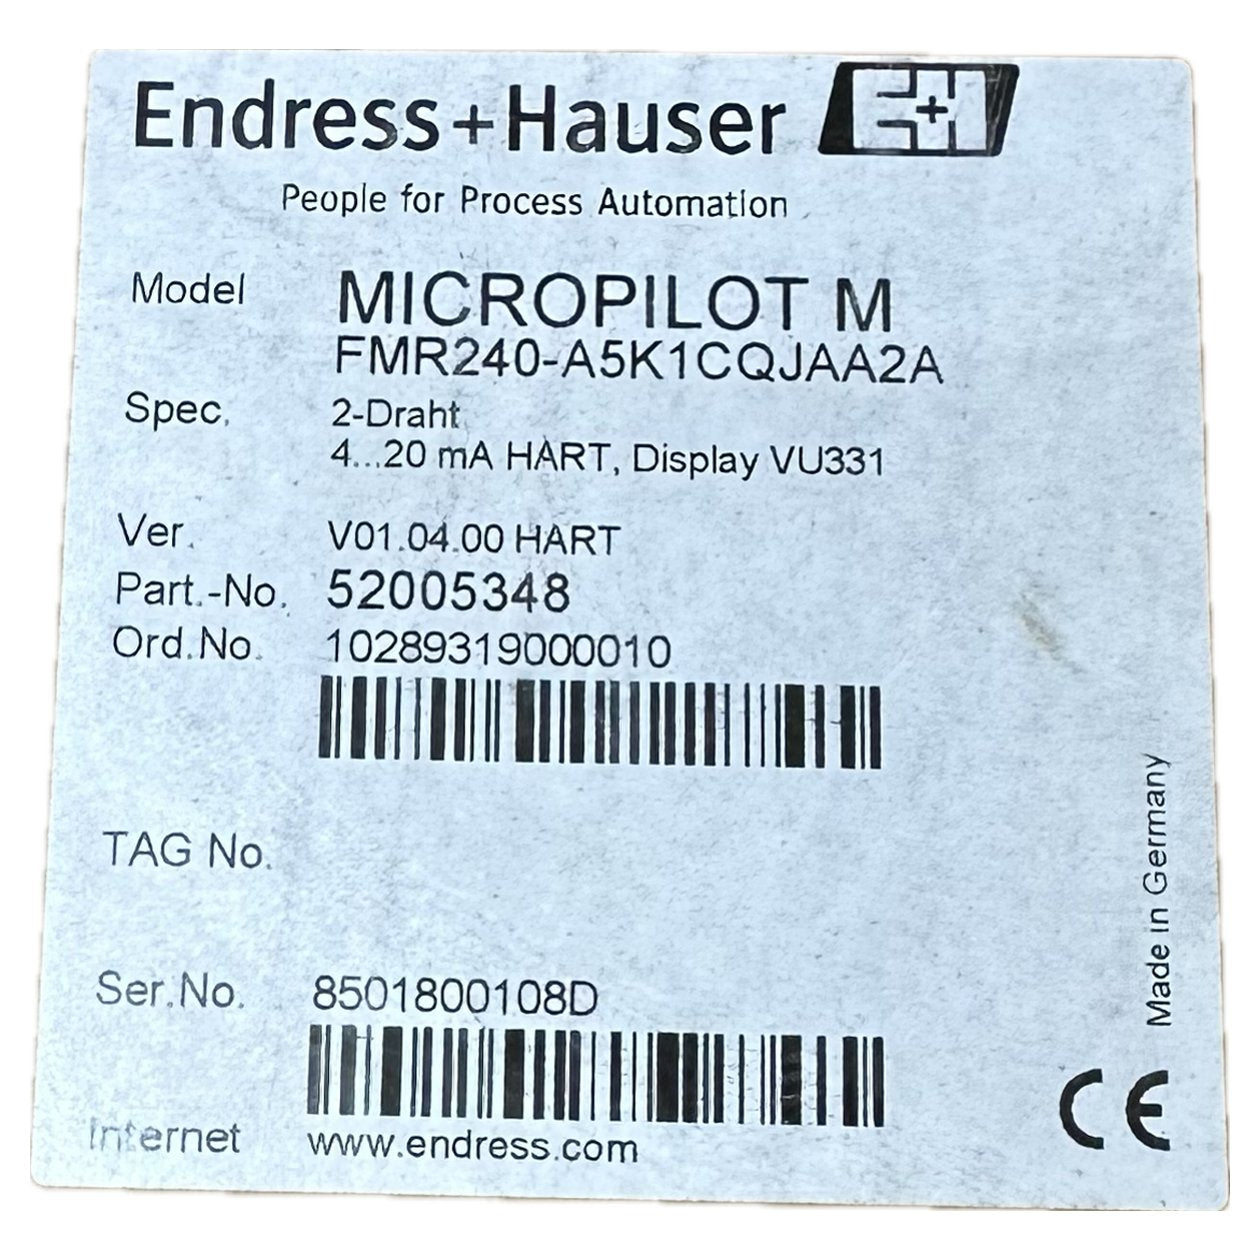 Endress+Hauser E+H
People for Process Automation
Model MICROPILOT M
FMR240-A5K1CQJAA2A
Spec. 2-Draht
4...20 mA HART, Display VU331
Ver. V01.04.00 HART
Part.-No. 52005348
Ord.No. 10289319000010
TAG No.
Ser.No. 8501800108D
Internet www.endress.com
Made in Germany
CE